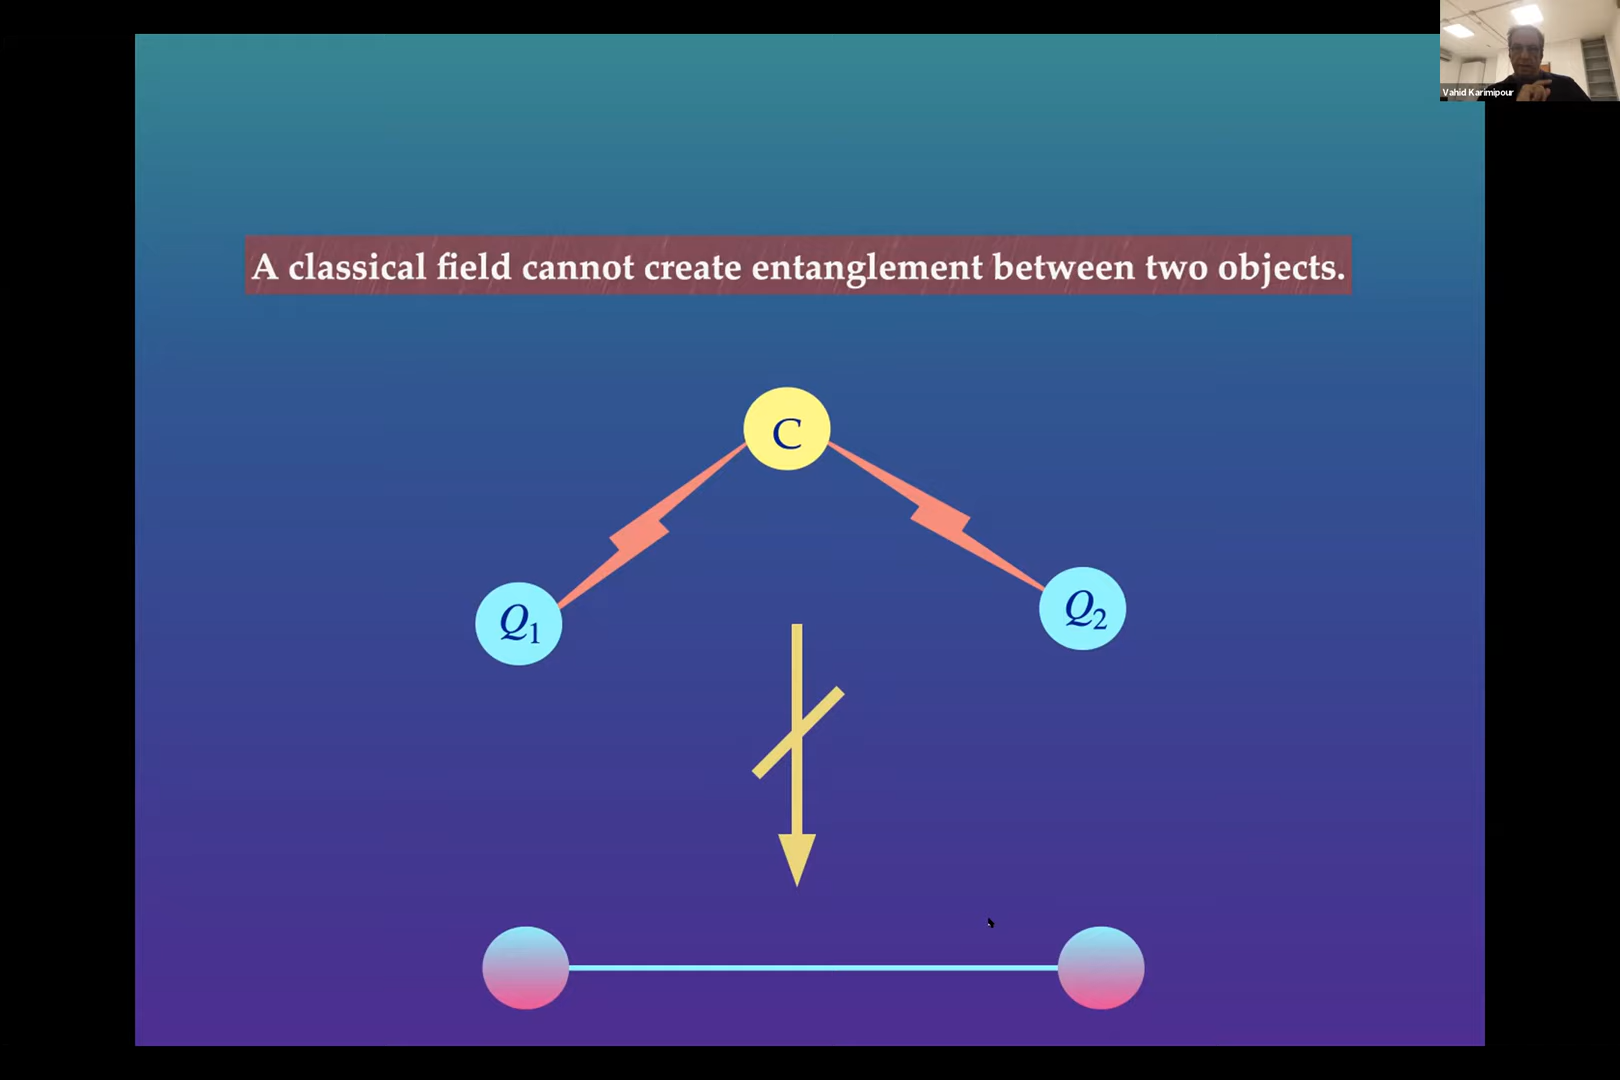 Vahid Karimipour
A classical field cannot create entanglement between two objects.
C
Q1
Q2